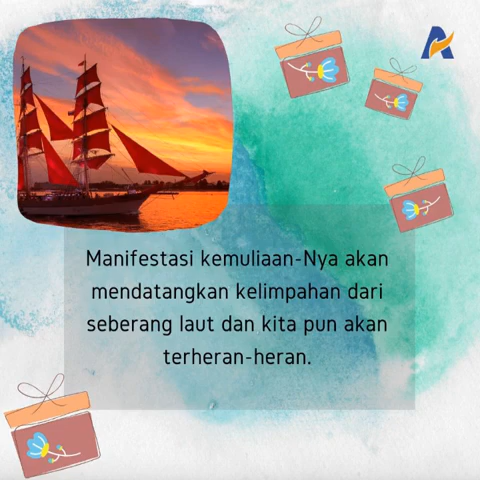 Manifestasi kemuliaan-Nya akan
mendatangkan kelimpahan dari
seberang laut dan kita pun akan
terheran-heran.